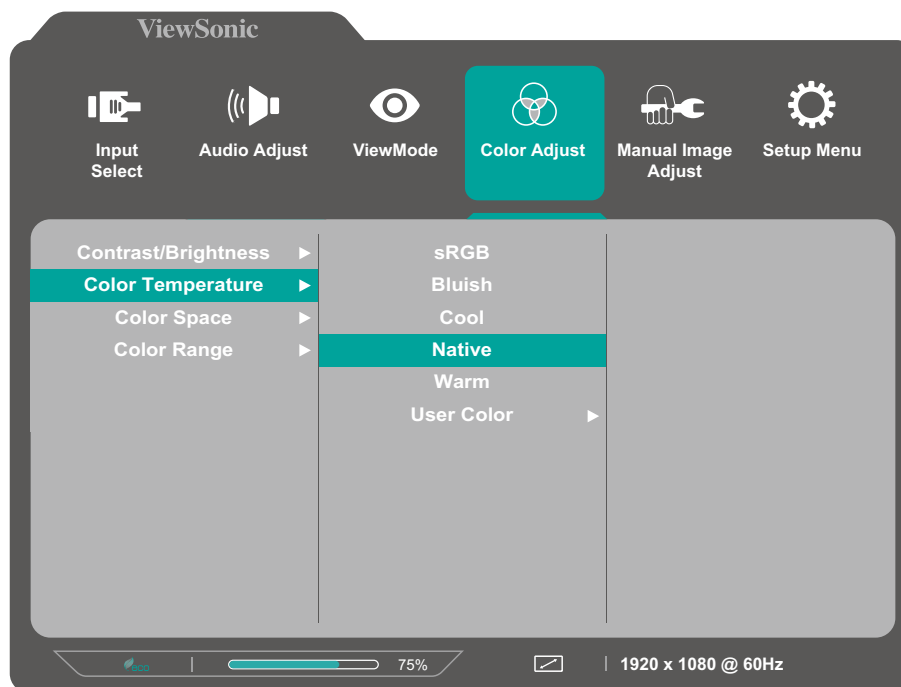 ViewSonic
Input Select
Audio Adjust
ViewMode
Color Adjust
Manual Image Adjust
Setup Menu
Contrast/Brightness
Color Temperature
Color Space
Color Range
sRGB
Bluish
Cool
Native
Warm
User Color
eco
75%
1920 x 1080 @ 60Hz